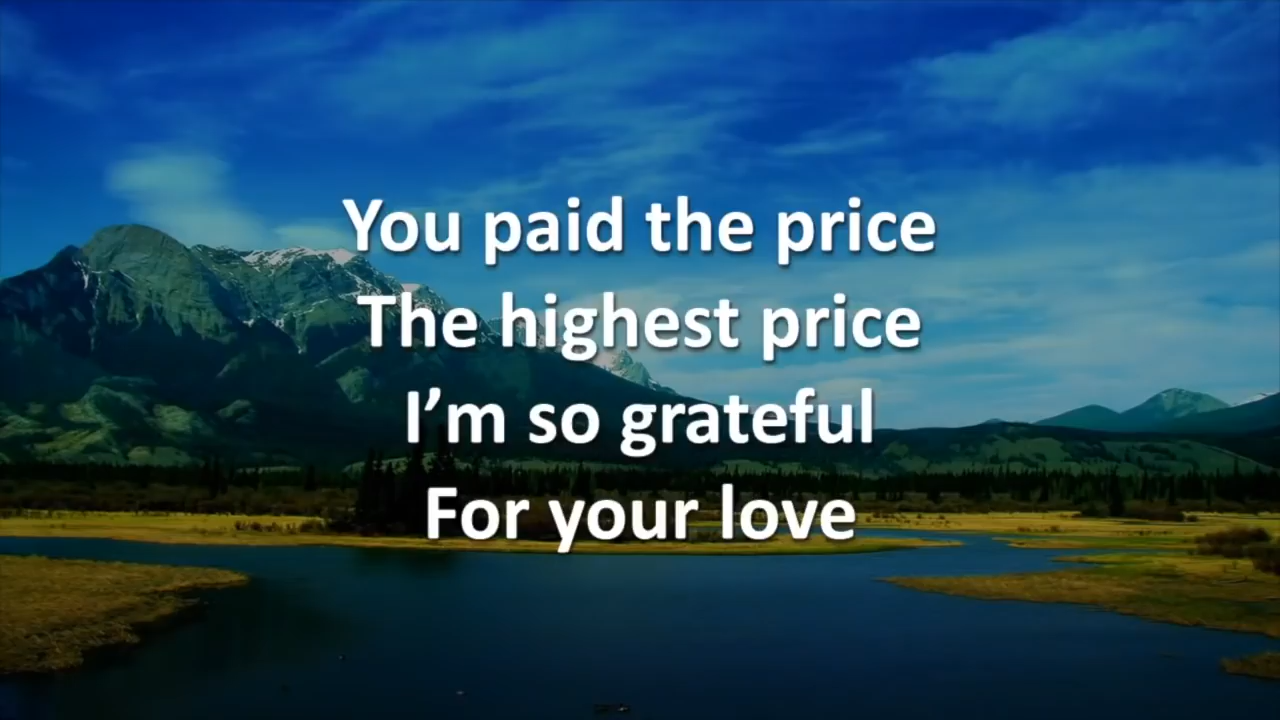 You paid the price
The highest price
I’m so grateful
For your love